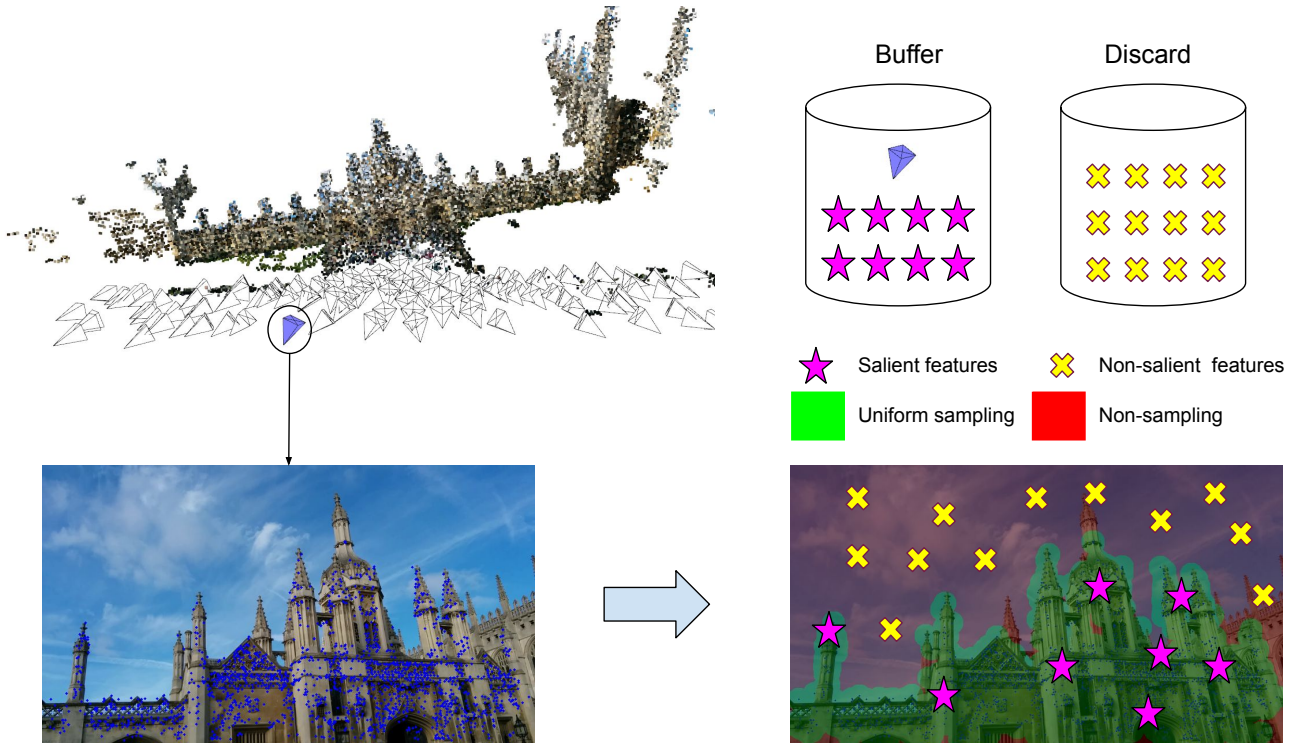 Buffer
Discard
Salient features
Non-salient features
Uniform sampling
Non-sampling